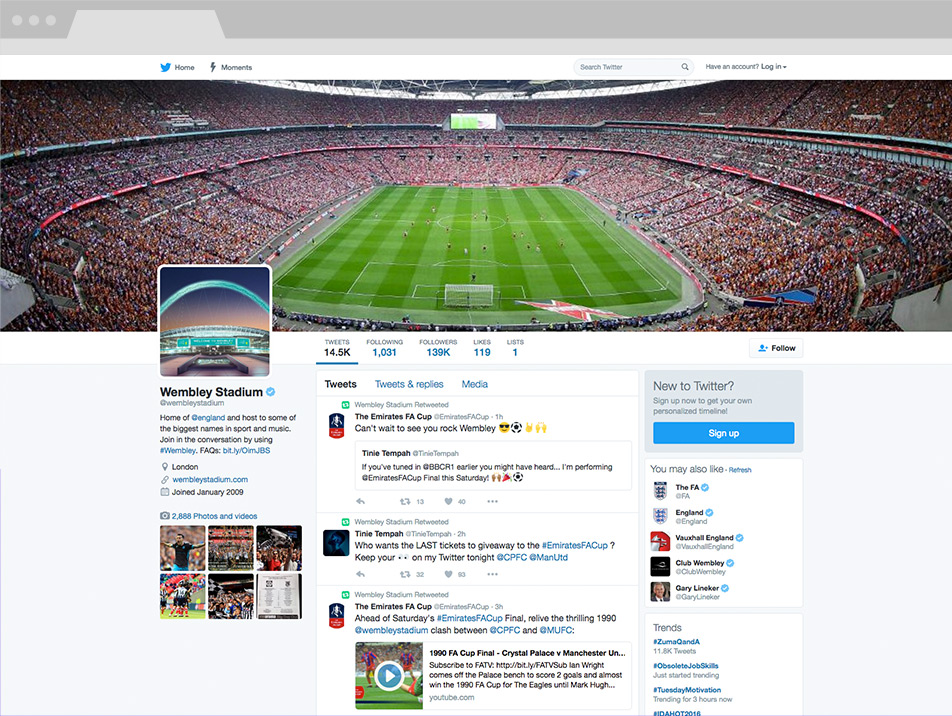 Home
Moments
Search Twitter
Have an account? Log in
TWEETS
14.5K
FOLLOWING
1,031
FOLLOWERS
139K
LIKES
119
LISTS
1
Follow
Wembley Stadium
@wembleystadium
Home of @england and host to some of
the biggest names in sport and music.
Join in the conversation by using
#Wembley. FAQs: bit.ly/OimJBS
London
wembleystadium.com
Joined January 2009
2,888 Photos and videos
Tweets
Tweets & replies
Media
Wembley Stadium Retweeted
The Emirates FA Cup @EmiratesFACup · 1h
Can't wait to see you rock Wembley 😎⚽🤘🙌
Tinie Tempah @TinieTempah
If you've tuned in @BBCR1 earlier you might have heard... I'm performing
@EmiratesFACup Final this Saturday! 🙌🎉⚽
13
40
Wembley Stadium Retweeted
Tinie Tempah @TinieTempah · 2h
Who wants the LAST tickets to giveaway to the #EmiratesFACup ?
Keep your 👀 on my Twitter tonight @CPFC @ManUtd
32
93
Wembley Stadium Retweeted
The Emirates FA Cup @EmiratesFACup · 3h
Ahead of Saturday's #EmiratesFACup Final, relive the thrilling 1990
@wembleystadium clash between @CPFC and @MUFC:
1990 FA Cup Final - Crystal Palace v Manchester Un...
Subscribe to FATV: http://bit.ly/FATVSub Ian Wright
comes off the Palace bench to score 2 goals and almost
win the 1990 FA Cup for The Eagles until Mark Hugh...
youtube.com
New to Twitter?
Sign up now to get your own
personalized timeline!
Sign up
You may also like · Refresh
The FA
@FA
England
@England
Vauxhall England
@VauxhallEngland
Club Wembley
@ClubWembley
Gary Lineker
@GaryLineker
Trends
#ZumaQandA
11.8K Tweets
#ObsoleteJobSkills
Just started trending
#TuesdayMotivation
Trending for 3 hours now
#IDAHOT2016